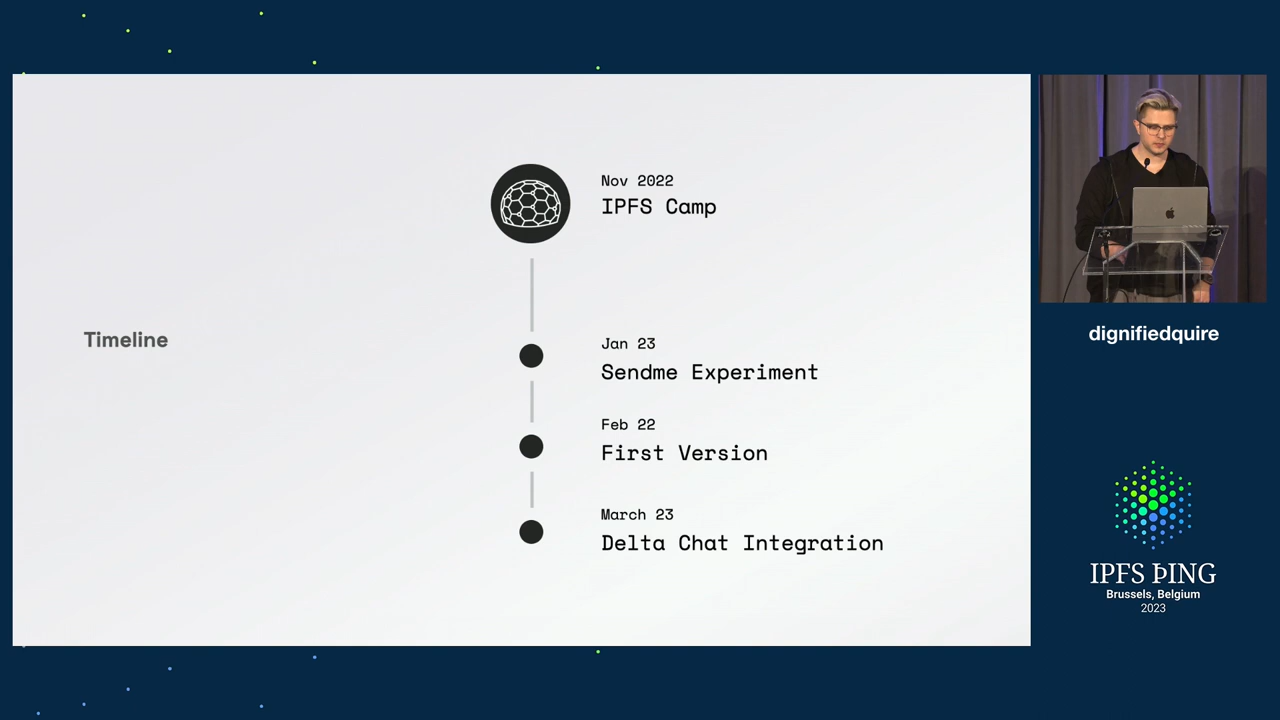 Timeline
Nov 2022
IPFS Camp
Jan 23
Sendme Experiment
Feb 22
First Version
March 23
Delta Chat Integration
dignifiedquire
IPFS ÞING
Brussels, Belgium
2023